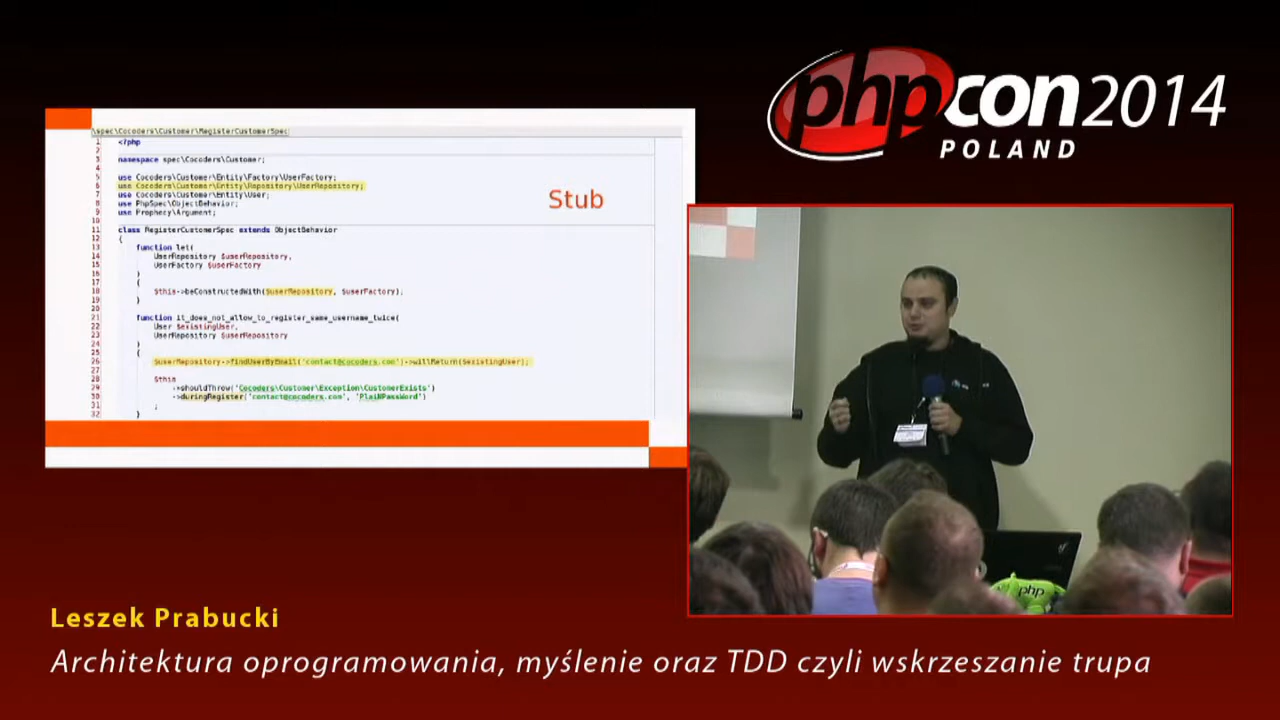 phpcon2014
POLAND
\spec\Cocoders\Customer\RegisterCustomerSpec
1 <?php
2
3 namespace spec\Cocoders\Customer;
4
5 use Cocoders\Customer\Entity\Factory\UserFactory;
6 use Cocoders\Customer\Entity\Repository\UserRepository;
7 use Cocoders\Customer\Entity\User;
8 use PhpSpec\ObjectBehavior;
9 use Prophecy\Argument;
10
11 class RegisterCustomerSpec extends ObjectBehavior
12 {
13 function let(
14 UserRepository $userRepository,
15 UserFactory $userFactory
16 )
17 {
18 $this->beConstructedWith($userRepository, $userFactory);
19 }
20
21 function it_does_not_allow_to_register_same_username_twice(
22 User $existingUser,
23 UserRepository $userRepository
24 )
25 {
26 $userRepository->findUserByEmail('contact@cocoders.com')->willReturn($existingUser);
27
28 $this
29 ->shouldThrow('Cocoders\Customer\Exception\CustomerExists')
30 ->duringRegister('contact@cocoders.com', 'PlaiNPassWord')
31 ;
32 }
Stub
php
Leszek Prabucki
Architektura oprogramowania, myślenie oraz TDD czyli wskrzeszanie trupa